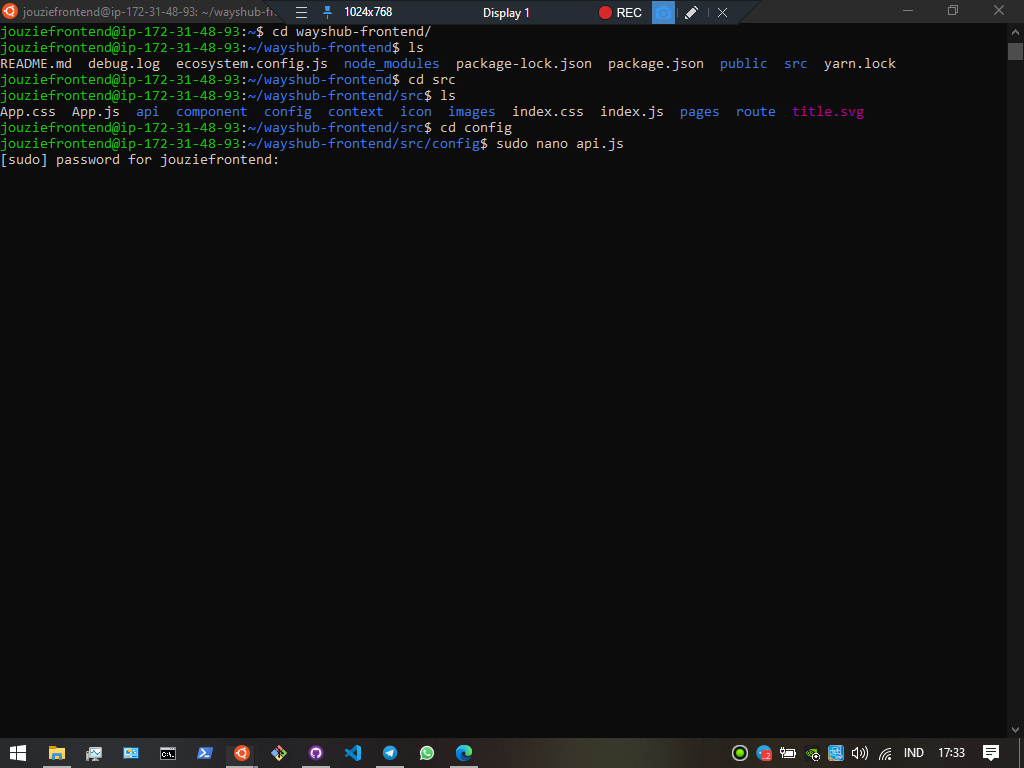 jouziefrontend@ip-172-31-48-93: ~/wayshub-fr
1024x768
Display 1
REC
jouziefrontend@ip-172-31-48-93:~$ cd wayshub-frontend/
jouziefrontend@ip-172-31-48-93:~/wayshub-frontend$ ls
README.md debug.log ecosystem.config.js node_modules package-lock.json package.json public src yarn.lock
jouziefrontend@ip-172-31-48-93:~/wayshub-frontend$ cd src
jouziefrontend@ip-172-31-48-93:~/wayshub-frontend/src$ ls
App.css App.js api component config context icon images index.css index.js pages route title.svg
jouziefrontend@ip-172-31-48-93:~/wayshub-frontend/src$ cd config
jouziefrontend@ip-172-31-48-93:~/wayshub-frontend/src/config$ sudo nano api.js
[sudo] password for jouziefrontend:
IND 17:33